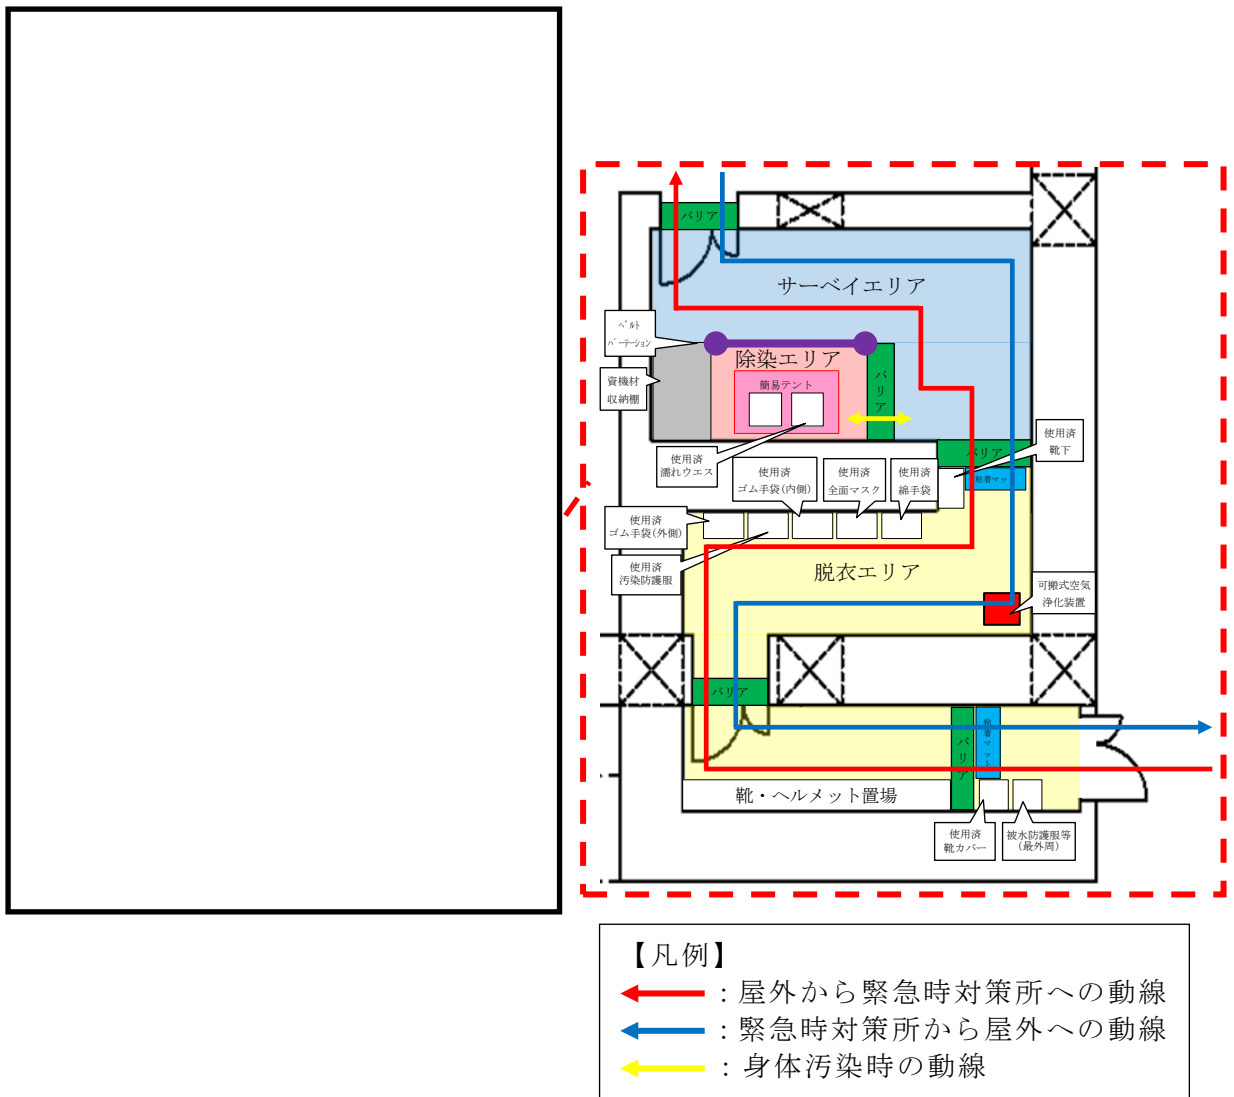 バリア
サーベイエリア
ベルト
パーテーション
除染エリア
資機材
収納棚
簡易テント
バリア
使用済
靴下
バリア
使用済
濡れウエス
使用済
ゴム手袋(内側)
使用済
全面マスク
使用済
綿手袋
粘着マッ
使用済
ゴム手袋(外側)
使用済
汚染防護服
脱衣エリア
可搬式空気
浄化装置
バリア
バリア
粘着マット
靴・ヘルメット置場
使用済
靴カバー
被水防護服等
(最外周)
【凡例】
：屋外から緊急時対策所への動線
：緊急時対策所から屋外への動線
：身体汚染時の動線